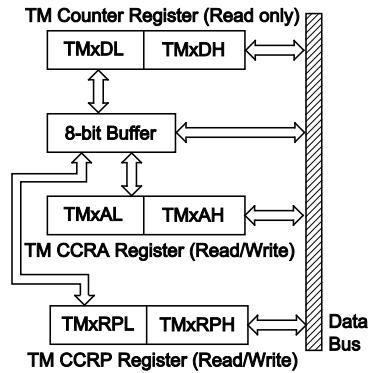 TM Counter Register (Read only)
TMxDL TMxDH
8-bit Buffer
TMxAL TMxAH
TM CCRA Register (Read/Write)
TMxRPL TMxRPH
Data
Bus
TM CCRP Register (Read/Write)